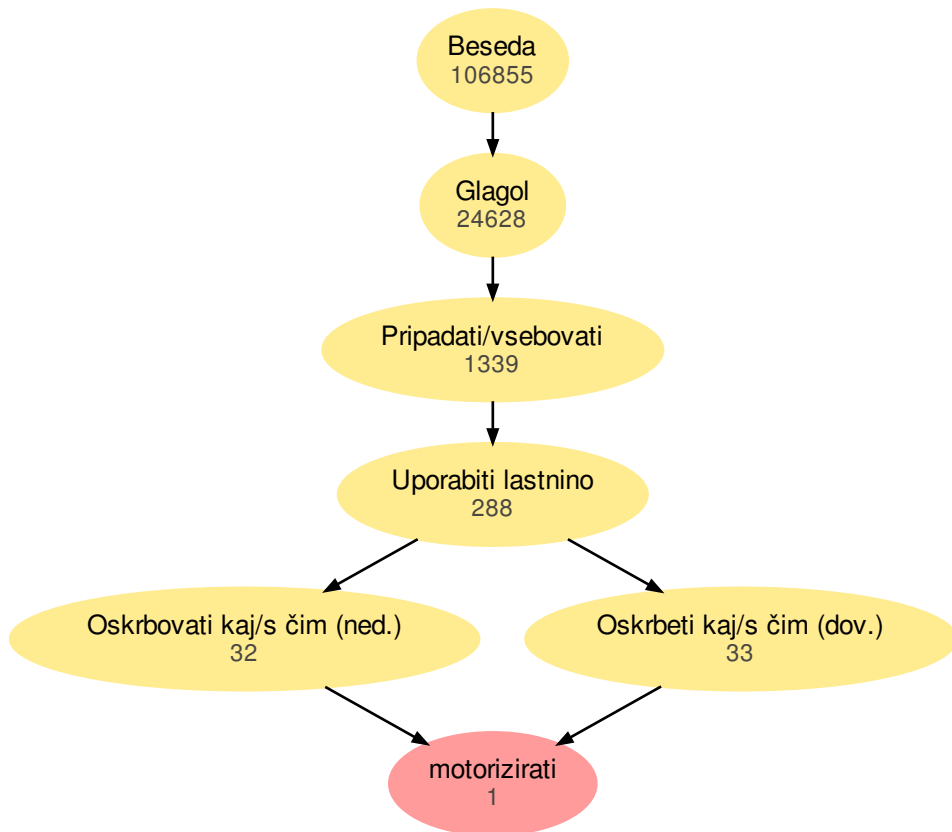 Beseda
106855
Glagol
24628
Pripadati/vsebovati
1339
Uporabiti lastnino
288
Oskrbovati kaj/s čim (ned.)
32
Oskrbeti kaj/s čim (dov.)
33
motorizirati
1